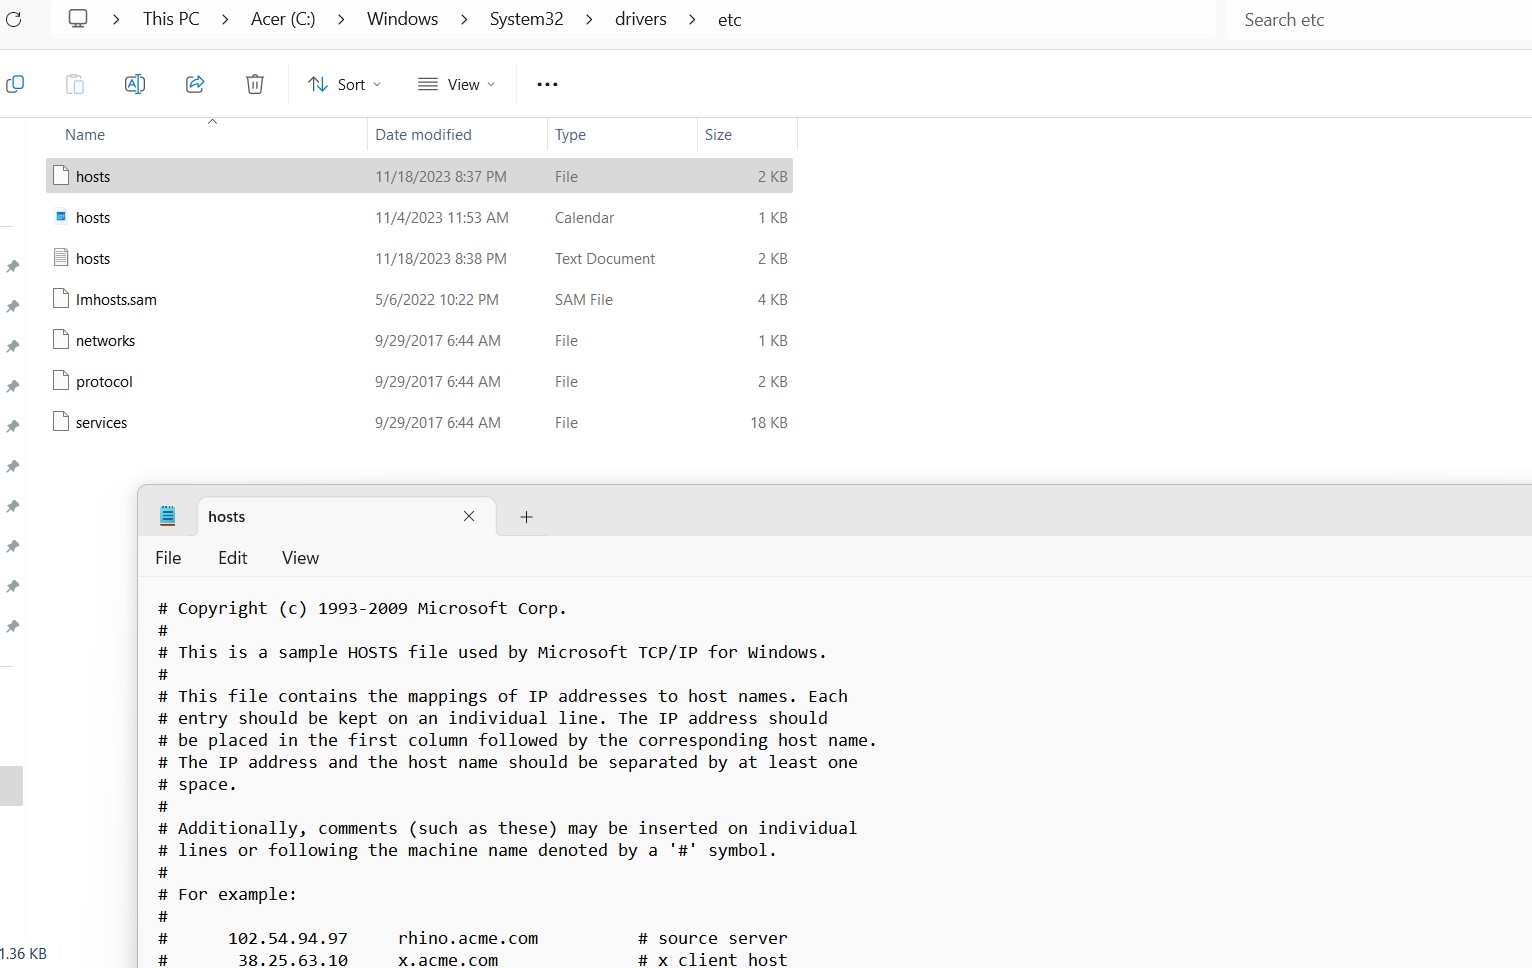 This PC > Acer (C:) > Windows > System32 > drivers > etc
Search etc
Sort
View
Name
Date modified
Type
Size
hosts 11/18/2023 8:37 PM File 2 KB
hosts 11/4/2023 11:53 AM Calendar 1 KB
hosts 11/18/2023 8:38 PM Text Document 2 KB
lmhosts.sam 5/6/2022 10:22 PM SAM File 4 KB
networks 9/29/2017 6:44 AM File 1 KB
protocol 9/29/2017 6:44 AM File 2 KB
services 9/29/2017 6:44 AM File 18 KB
hosts
File Edit View
# Copyright (c) 1993-2009 Microsoft Corp.
#
# This is a sample HOSTS file used by Microsoft TCP/IP for Windows.
#
# This file contains the mappings of IP addresses to host names. Each
# entry should be kept on an individual line. The IP address should
# be placed in the first column followed by the corresponding host name.
# The IP address and the host name should be separated by at least one
# space.
#
# Additionally, comments (such as these) may be inserted on individual
# lines or following the machine name denoted by a '#' symbol.
#
# For example:
#
# 102.54.94.97 rhino.acme.com # source server
# 38.25.63.10 x.acme.com # x client host
1.36 KB